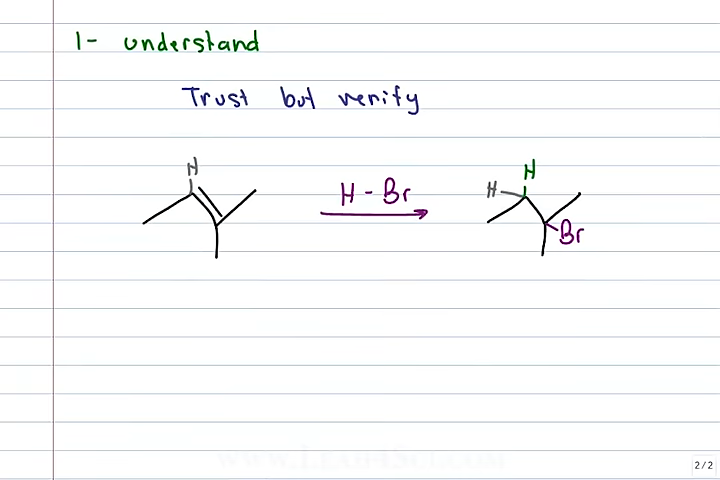 1- understand
Trust but verify
H
H - Br
H
H
Br
2/2